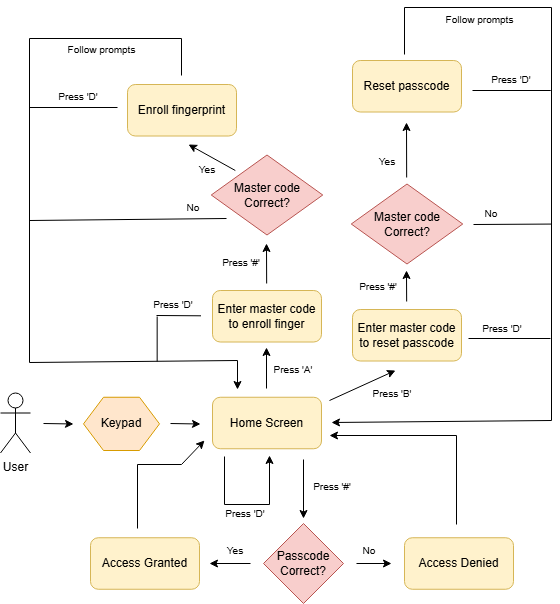 Follow prompts
Follow prompts
Press 'D'
Enroll fingerprint
Reset passcode
Press 'D'
Yes
Yes
Master code
Correct?
No
Master code
Correct?
No
Press '#'
Press '#'
Press 'D'
Enter master code
to enroll finger
Enter master code
to reset passcode
Press 'D'
Press 'A'
Press 'B'
User
Keypad
Home Screen
Press '#'
Press 'D'
Access Granted
Yes
Passcode
Correct?
No
Access Denied